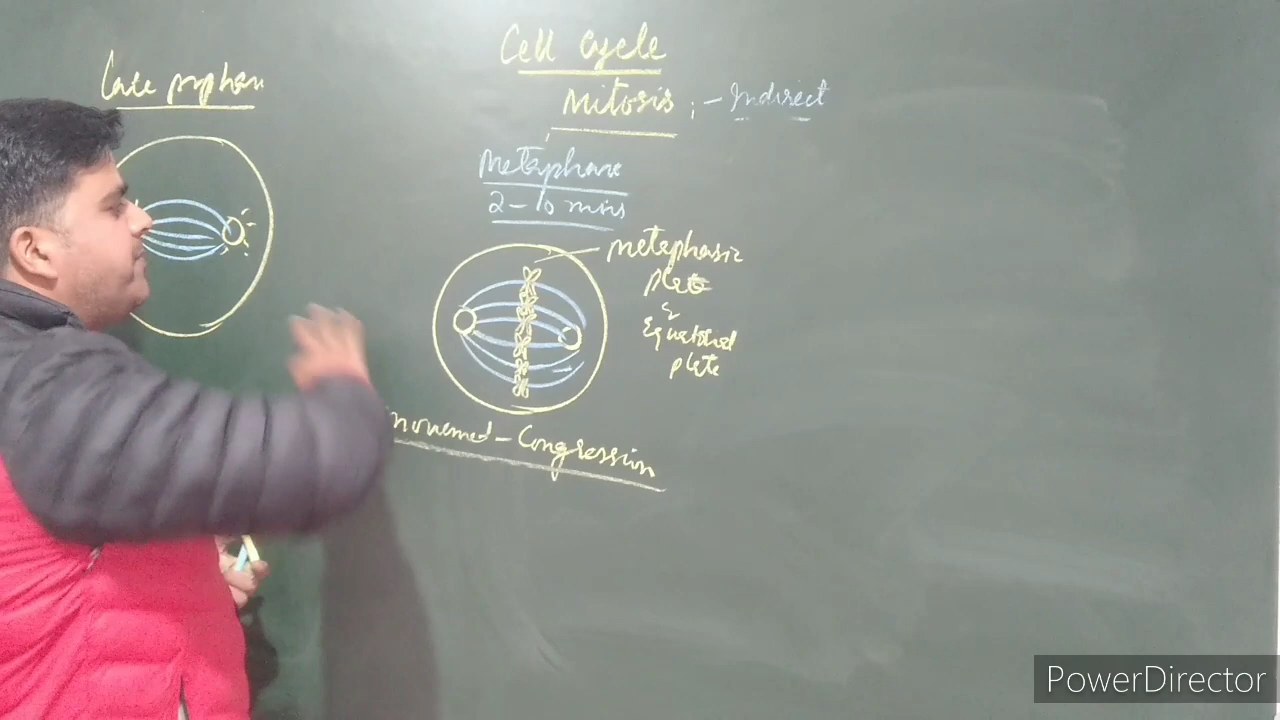 Cell cycle
Late prophase
Mitosis :- Indirect
Metaphase
2-10 mins
metaphasic
plate
&
Equatorial
plate
movement - Congression
PowerDirector